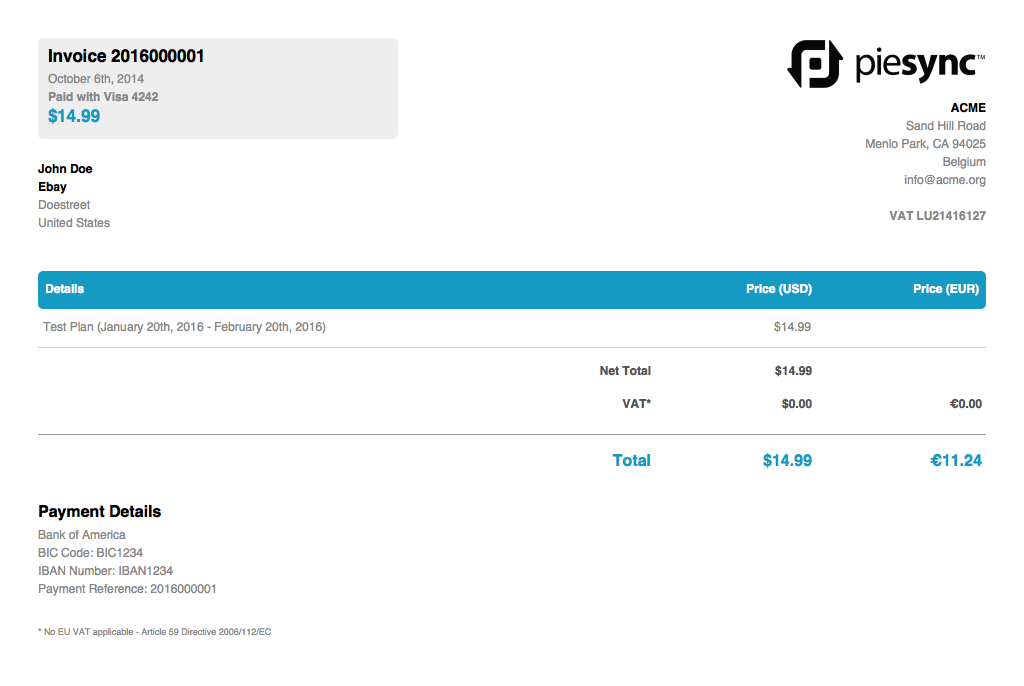 Invoice 2016000001
October 6th, 2014
Paid with Visa 4242
$14.99
piesync™
ACME
Sand Hill Road
Menlo Park, CA 94025
Belgium
info@acme.org
VAT LU21416127
John Doe
Ebay
Doestreet
United States
Details Price (USD) Price (EUR)
Test Plan (January 20th, 2016 - February 20th, 2016) $14.99
Net Total $14.99
VAT* $0.00 €0.00
Total $14.99 €11.24
Payment Details
Bank of America
BIC Code: BIC1234
IBAN Number: IBAN1234
Payment Reference: 2016000001
* No EU VAT applicable - Article 59 Directive 2006/112/EC